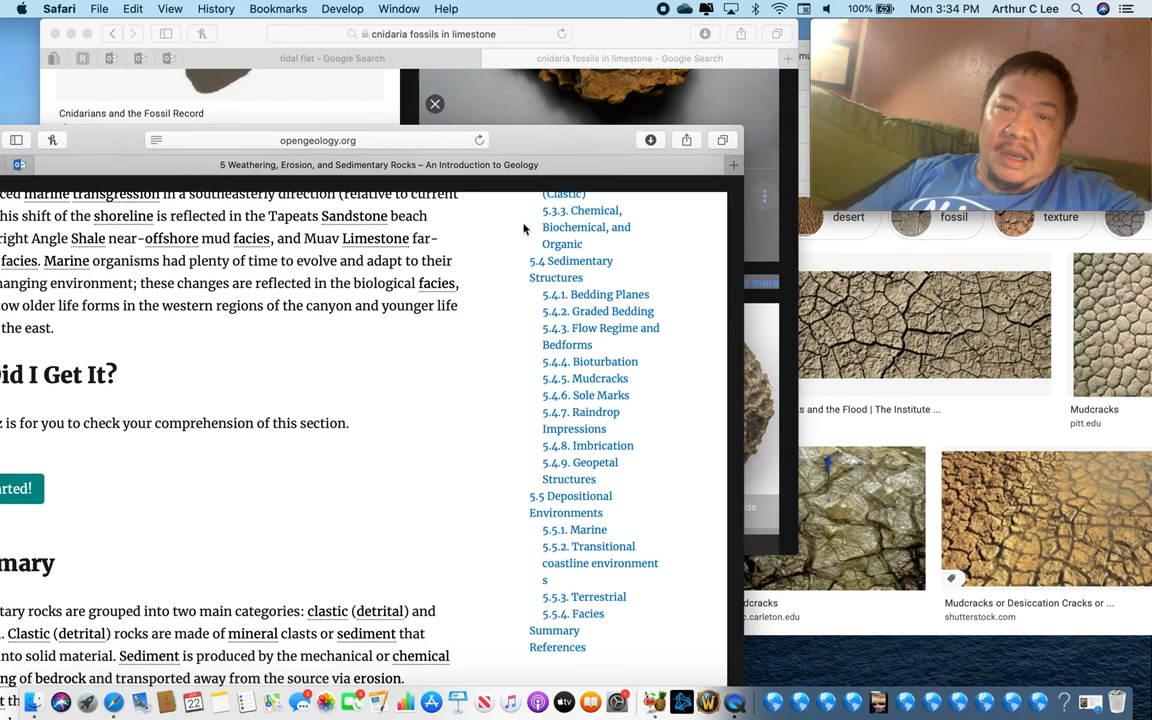 Safari File Edit View History Bookmarks Develop Window Help 100% Mon 3:34 PM Arthur C Lee
cnidaria fossils in limestone
tidal flat - Google Search
cnidaria fossils in limestone - Google Search
Cnidarians and the Fossil Record
opengeology.org
5 Weathering, Erosion, and Sedimentary Rocks – An Introduction to Geology
ced marine transgression in a southeasterly direction (relative to current
his shift of the shoreline is reflected in the Tapeats Sandstone beach
right Angle Shale near-offshore mud facies, and Muav Limestone far-
facies. Marine organisms had plenty of time to evolve and adapt to their
hanging environment; these changes are reflected in the biological facies,
ow older life forms in the western regions of the canyon and younger life
the east.
Did I Get It?
z is for you to check your comprehension of this section.
arted!
mary
tary rocks are grouped into two main categories: clastic (detrital) and
. Clastic (detrital) rocks are made of mineral clasts or sediment that
into solid material. Sediment is produced by the mechanical or chemical
ng of bedrock and transported away from the source via erosion.
(Clastic)
5.3.3. Chemical,
Biochemical, and
Organic
5.4 Sedimentary
Structures
5.4.1. Bedding Planes
5.4.2. Graded Bedding
5.4.3. Flow Regime and
Bedforms
5.4.4. Bioturbation
5.4.5. Mudcracks
5.4.6. Sole Marks
5.4.7. Raindrop
Impressions
5.4.8. Imbrication
5.4.9. Geopetal
Structures
5.5 Depositional
Environments
5.5.1. Marine
5.5.2. Transitional
coastline environment
s
5.5.3. Terrestrial
5.5.4. Facies
Summary
References
more
desert
fossil
texture
s and the Flood | The Institute ...
Mudcracks
pitt.edu
dcracks
c.carleton.edu
Mudcracks or Desiccation Cracks or ...
shutterstock.com